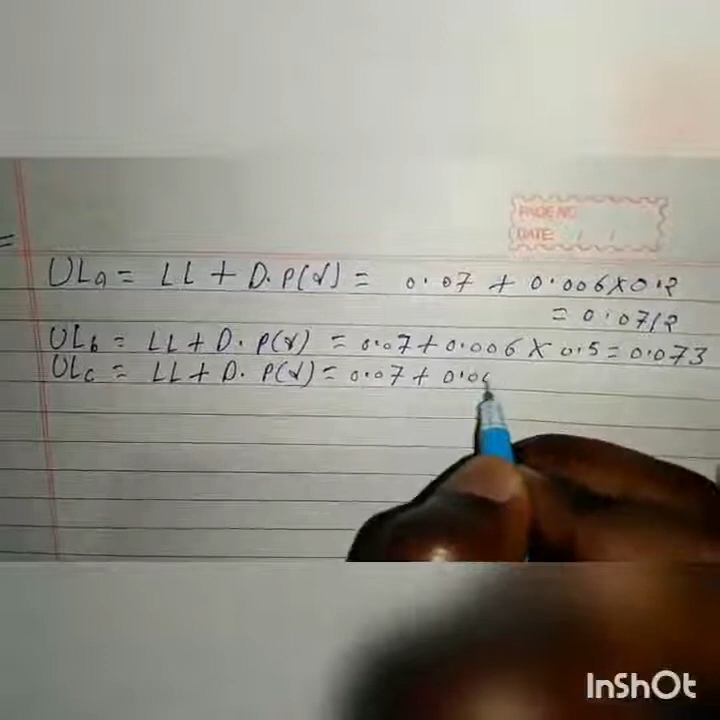 PAGE NO
DATE: / /
=
ULa = LL + D. P(r) = 0.07 + 0.006×0.2
= 0.0712
ULb = LL + D. P(r) = 0.07 + 0.006 × 0.5 = 0.073
ULc = LL + D. P(r) = 0.07 + 0.00
InShOt